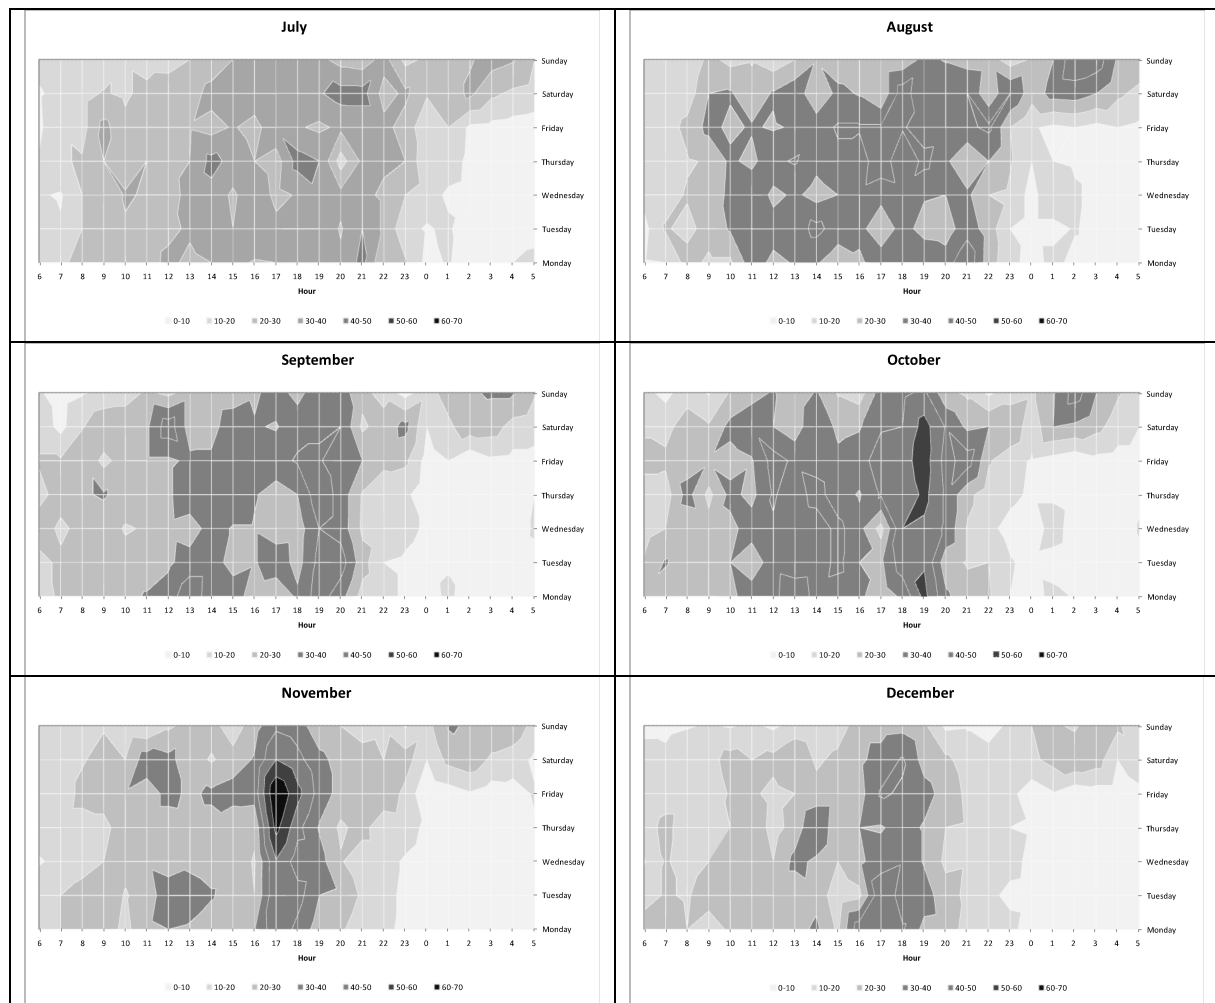 July
Sunday
Saturday
Friday
Thursday
Wednesday
Tuesday
Monday
6 7 8 9 10 11 12 13 14 15 16 17 18 19 20 21 22 23 0 1 2 3 4 5
Hour
0-10 10-20 20-30 30-40 40-50 50-60 60-70
August
Sunday
Saturday
Friday
Thursday
Wednesday
Tuesday
Monday
6 7 8 9 10 11 12 13 14 15 16 17 18 19 20 21 22 23 0 1 2 3 4 5
Hour
0-10 10-20 20-30 30-40 40-50 50-60 60-70
September
Sunday
Saturday
Friday
Thursday
Wednesday
Tuesday
Monday
6 7 8 9 10 11 12 13 14 15 16 17 18 19 20 21 22 23 0 1 2 3 4 5
Hour
0-10 10-20 20-30 30-40 40-50 50-60 60-70
October
Sunday
Saturday
Friday
Thursday
Wednesday
Tuesday
Monday
6 7 8 9 10 11 12 13 14 15 16 17 18 19 20 21 22 23 0 1 2 3 4 5
Hour
0-10 10-20 20-30 30-40 40-50 50-60 60-70
November
Sunday
Saturday
Friday
Thursday
Wednesday
Tuesday
Monday
6 7 8 9 10 11 12 13 14 15 16 17 18 19 20 21 22 23 0 1 2 3 4 5
Hour
0-10 10-20 20-30 30-40 40-50 50-60 60-70
December
Sunday
Saturday
Friday
Thursday
Wednesday
Tuesday
Monday
6 7 8 9 10 11 12 13 14 15 16 17 18 19 20 21 22 23 0 1 2 3 4 5
Hour
0-10 10-20 20-30 30-40 40-50 50-60 60-70